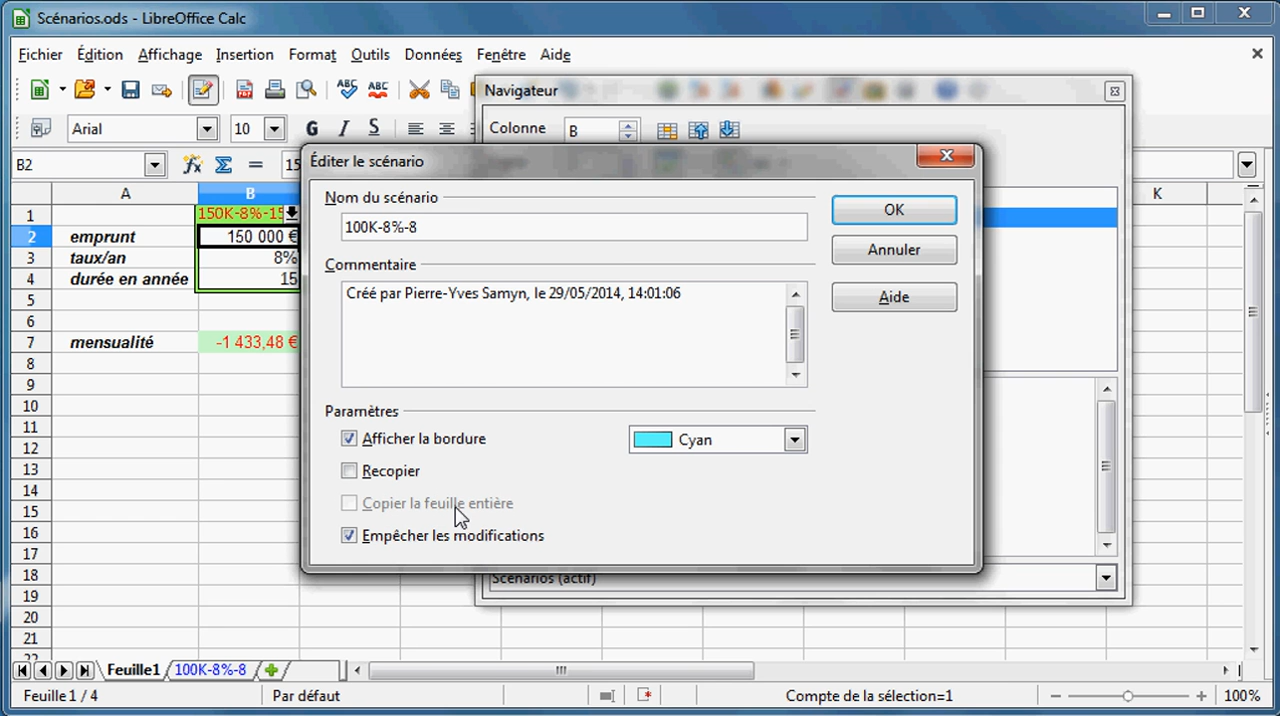 Scénarios.ods - LibreOffice Calc
Fichier Édition Affichage Insertion Format Outils Données Fenêtre Aide
Navigateur
Arial 10 G I S
Colonne B
B2 15
Éditer le scénario
Nom du scénario
100K-8%-8
OK
Annuler
Aide
Commentaire
Créé par Pierre-Yves Samyn, le 29/05/2014, 14:01:06
Paramètres
Afficher la bordure Cyan
Recopier
Copier la feuille entière
Empêcher les modifications
Scénarios (actif)
A B K
1 150K-8%-15
2 emprunt 150 000 €
3 taux/an 8%
4 durée en année 15
5
6
7 mensualité -1 433,48 €
8
9
10
11
12
13
14
15
16
17
18
19
20
21
22
Feuille1 100K-8%-8
Feuille 1 / 4 Par défaut Compte de la sélection=1 100%